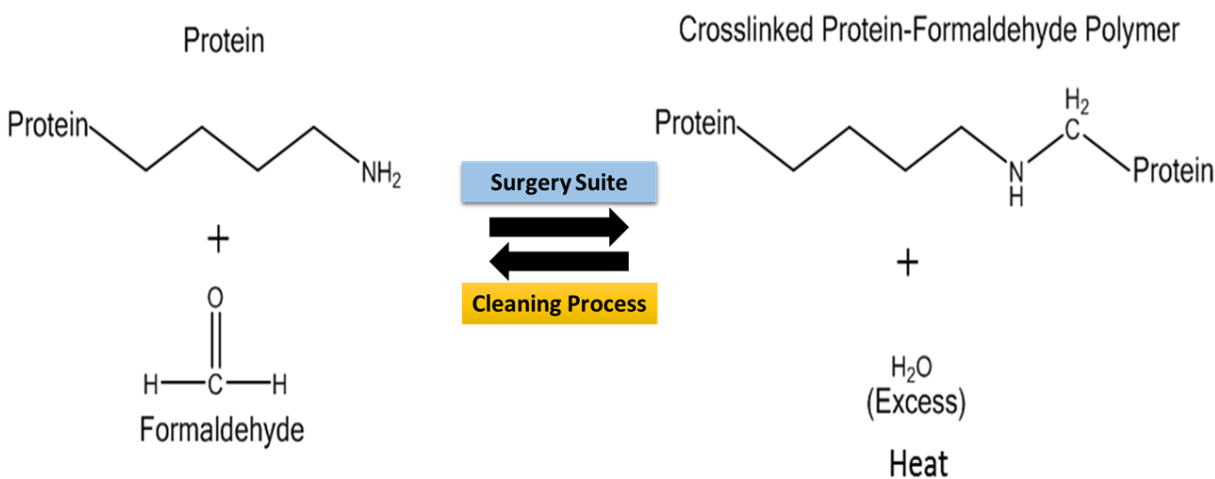 Protein
Protein
NH₂
+
O
H C H
Formaldehyde
Surgery Suite
Cleaning Process
Crosslinked Protein-Formaldehyde Polymer
Protein
N
H
H₂
C
Protein
+
H₂O
(Excess)
Heat